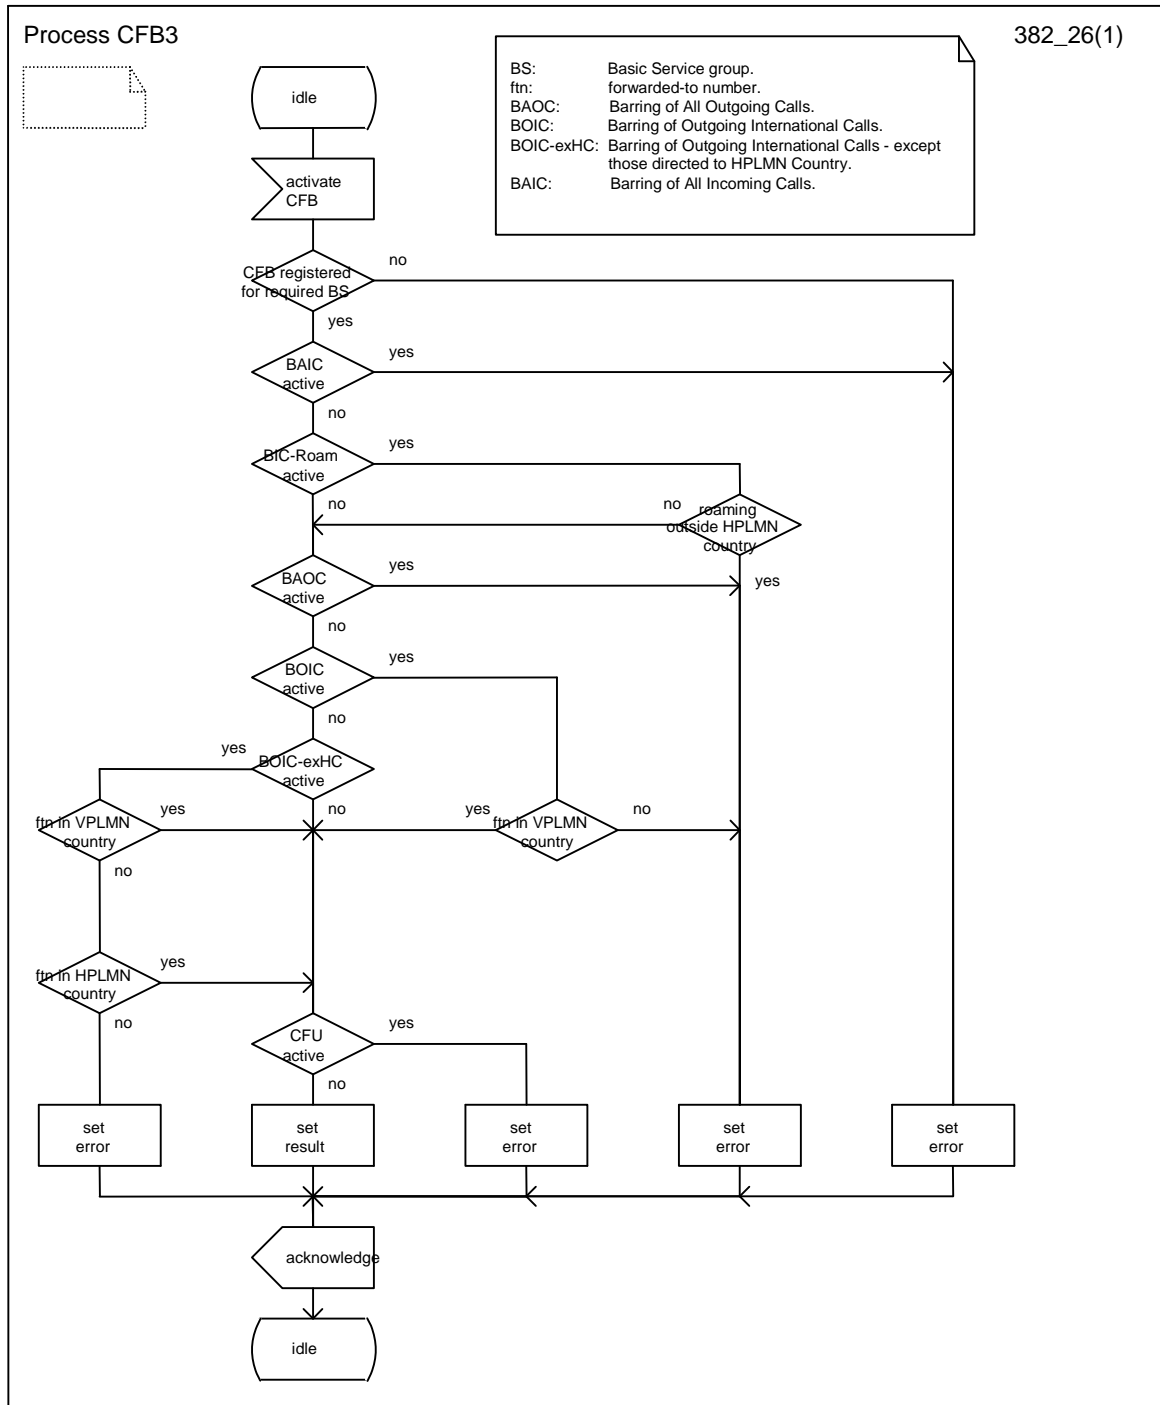 Process CFB3
382_26(1)
BS: Basic Service group.
ftn: forwarded-to number.
BAOC: Barring of All Outgoing Calls.
BOIC: Barring of Outgoing International Calls.
BOIC-exHC: Barring of Outgoing International Calls - except
those directed to HPLMN Country.
BAIC: Barring of All Incoming Calls.
idle
activate
CFB
CFB registered
for required BS
no
yes
BAIC
active
yes
no
BIC-Roam
active
yes
no
no
roaming
outside HPLMN
country
yes
BAOC
active
yes
no
BOIC
active
yes
no
yes
BOIC-exHC
active
no
ftn in VPLMN
country
yes
no
yes
ftn in VPLMN
country
no
ftn in HPLMN
country
yes
no
CFU
active
yes
no
set
error
set
result
set
error
set
error
set
error
acknowledge
idle